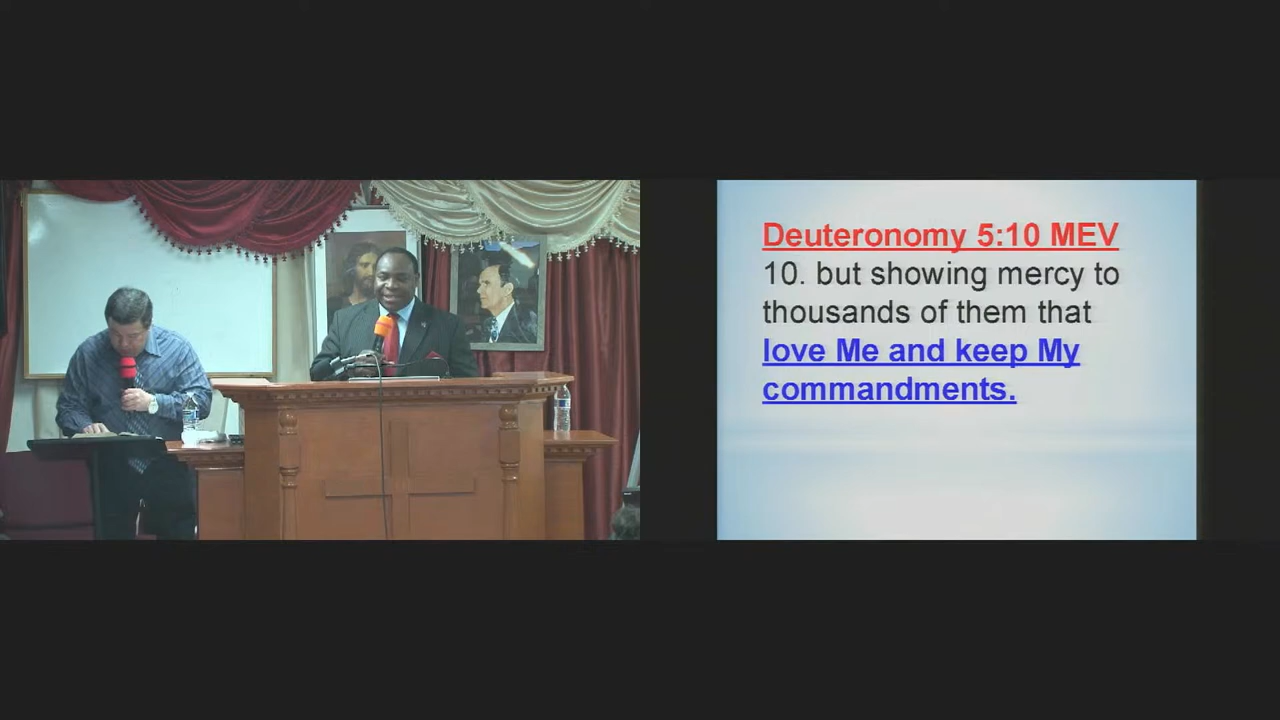 Deuteronomy 5:10 MEV
10. but showing mercy to
thousands of them that
love Me and keep My
commandments.